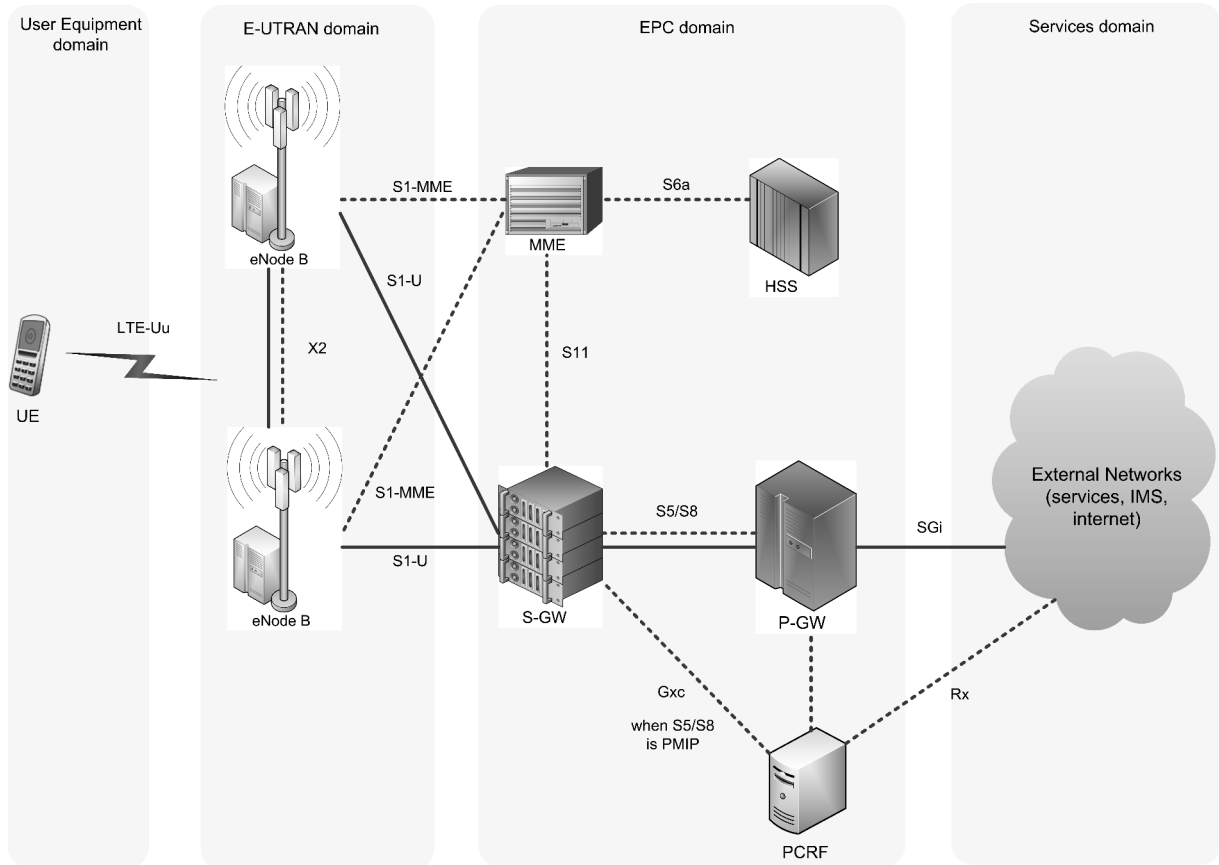 User Equipment
domain
E-UTRAN domain
EPC domain
Services domain
S1-MME
S6a
MME
eNode B
HSS
S1-U
LTE-Uu
X2
S11
UE
External Networks
(services, IMS,
internet)
S1-MME
S5/S8
SGi
S1-U
eNode B
S-GW
P-GW
Gxc
Rx
when S5/S8
is PMIP
PCRF